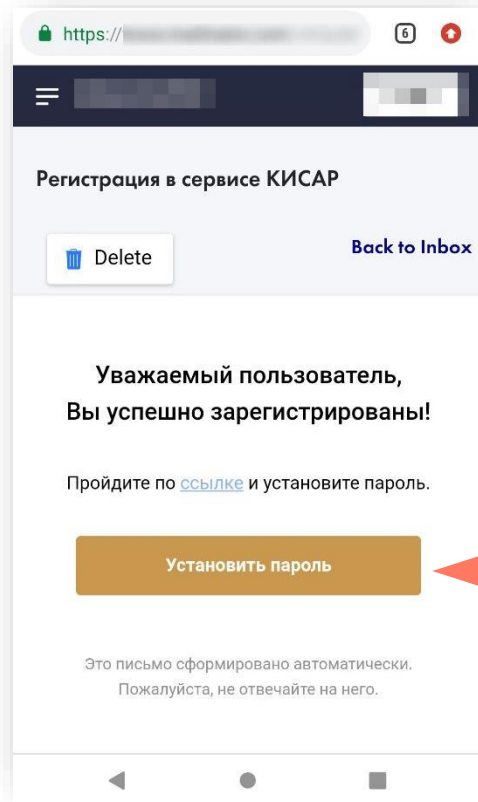 https://
6
Регистрация в сервисе КИСАР
Delete
Back to Inbox
Уважаемый пользователь,
Вы успешно зарегистрированы!
Пройдите по ссылке и установите пароль.
Установить пароль
Это письмо сформировано автоматически.
Пожалуйста, не отвечайте на него.